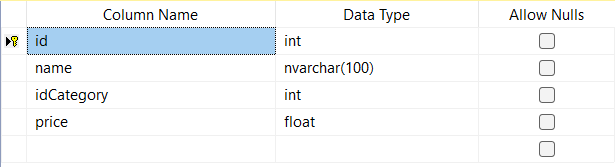 Column Name Data Type Allow Nulls
id int
name nvarchar(100)
idCategory int
price float